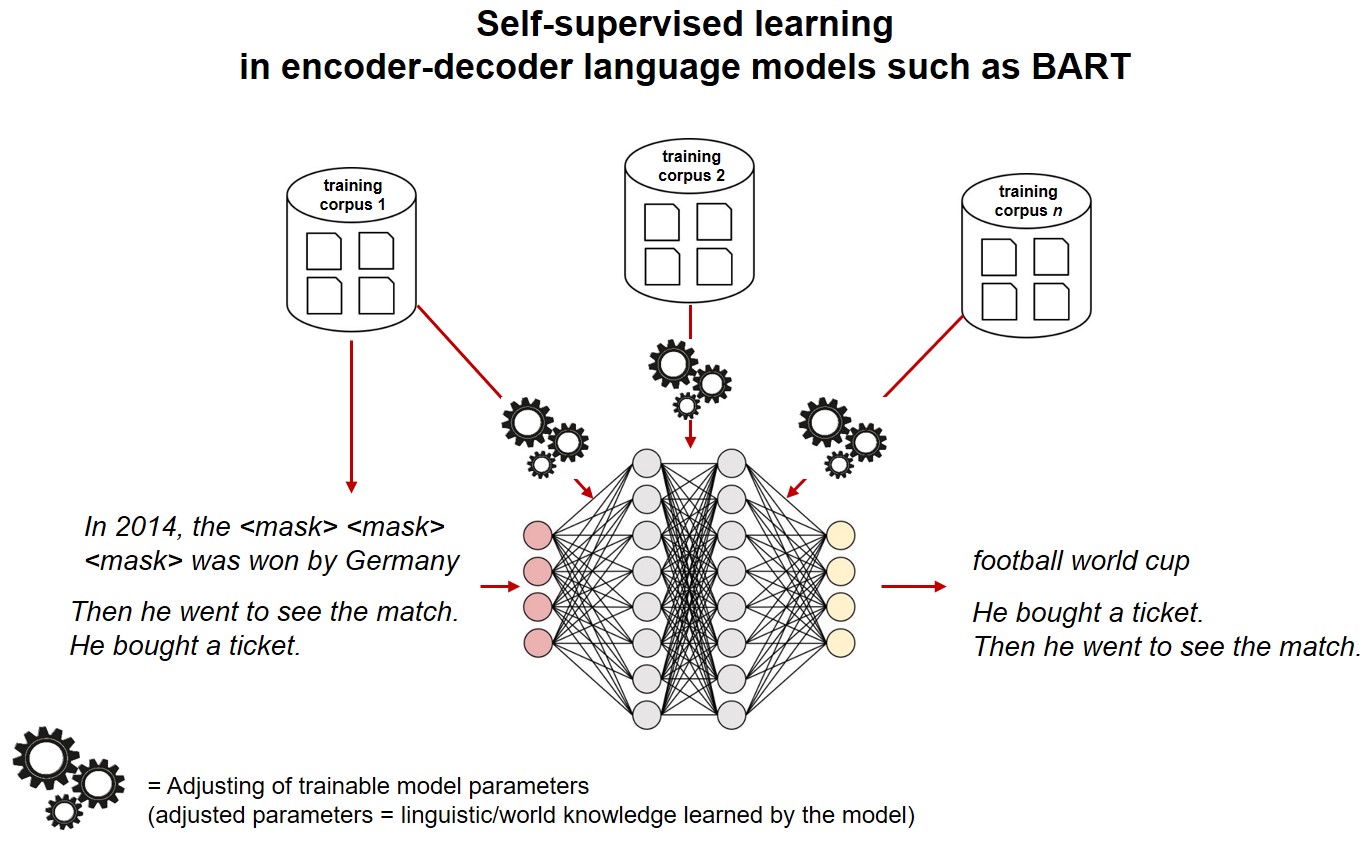 Self-supervised learning
in encoder-decoder language models such as BART
training
corpus 1
training
corpus 2
training
corpus n
In 2014, the <mask> <mask>
<mask> was won by Germany
Then he went to see the match.
He bought a ticket.
football world cup
He bought a ticket.
Then he went to see the match.
= Adjusting of trainable model parameters
(adjusted parameters = linguistic/world knowledge learned by the model)